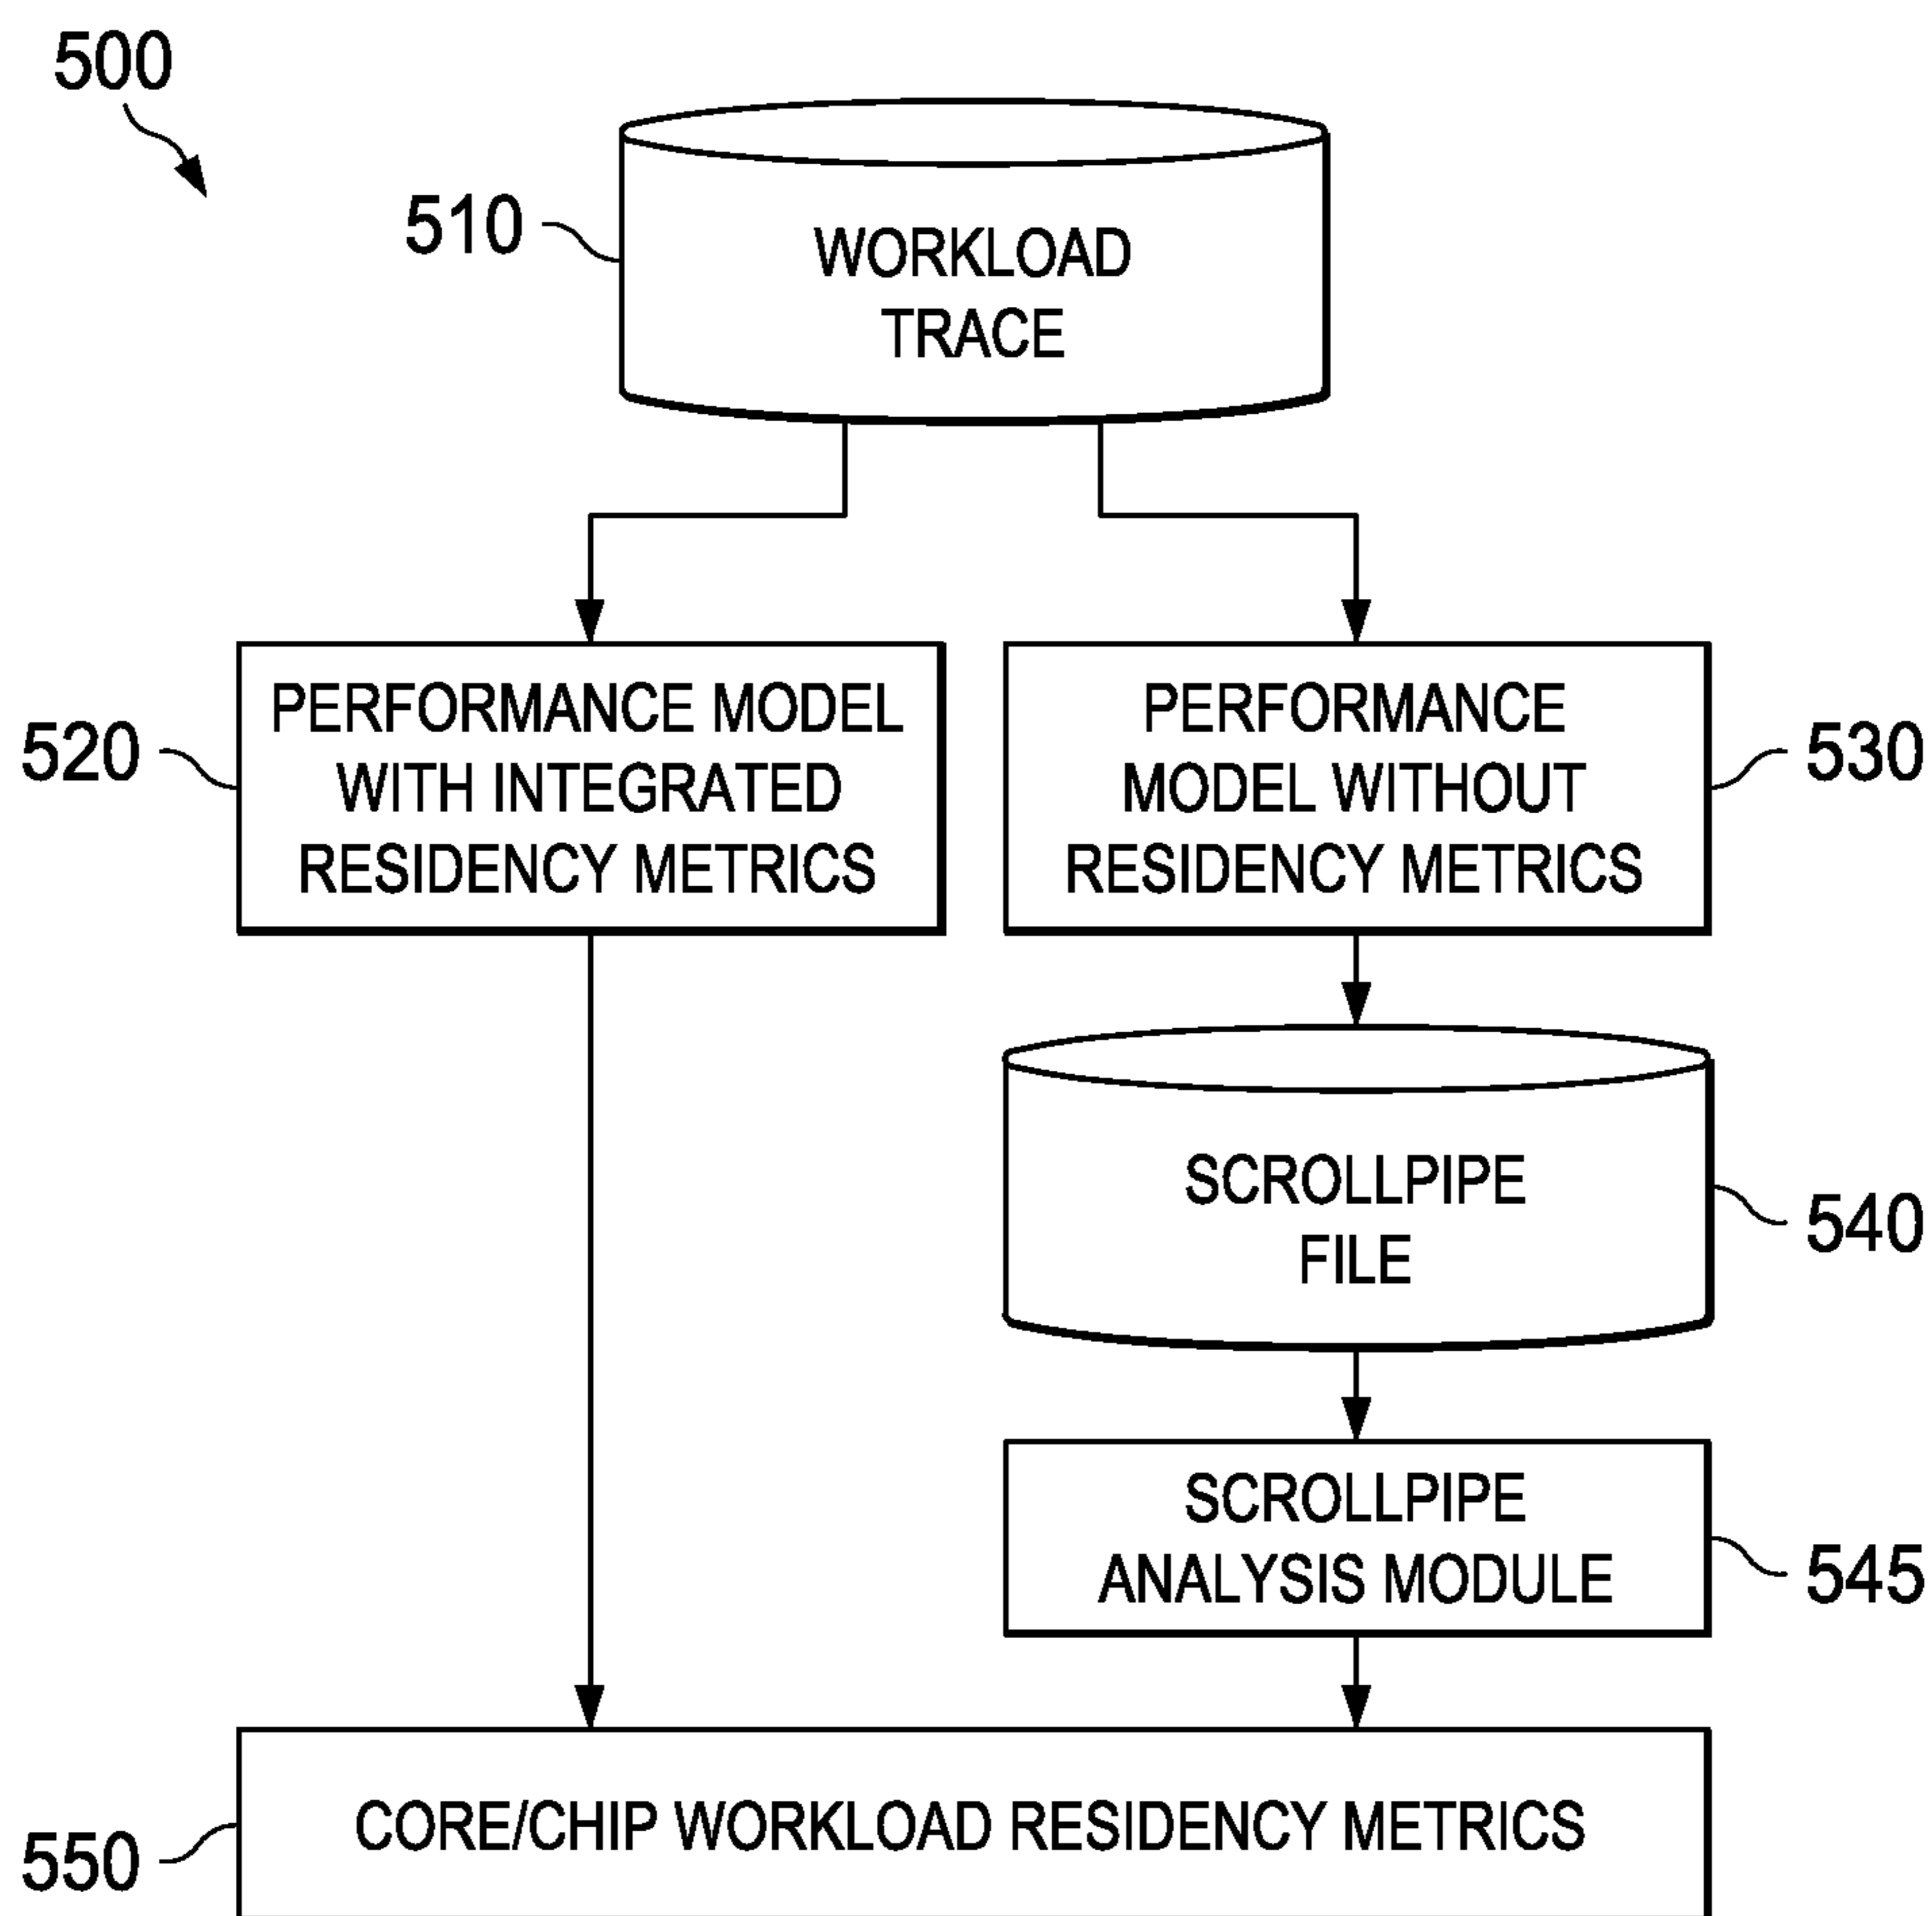 500
510
WORKLOAD
TRACE
520
PERFORMANCE MODEL
WITH INTEGRATED
RESIDENCY METRICS
PERFORMANCE
MODEL WITHOUT
RESIDENCY METRICS
530
SCROLLPIPE
FILE
540
SCROLLPIPE
ANALYSIS MODULE
545
550
CORE/CHIP WORKLOAD RESIDENCY METRICS